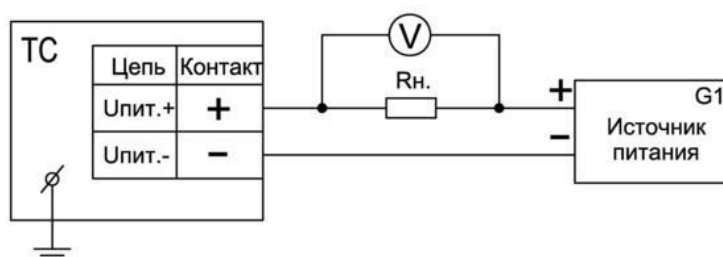 ТС
Цепь Контакт
Uпит.+ +
Uпит.- −
V
Rн.
+
−
G1
Источник
питания